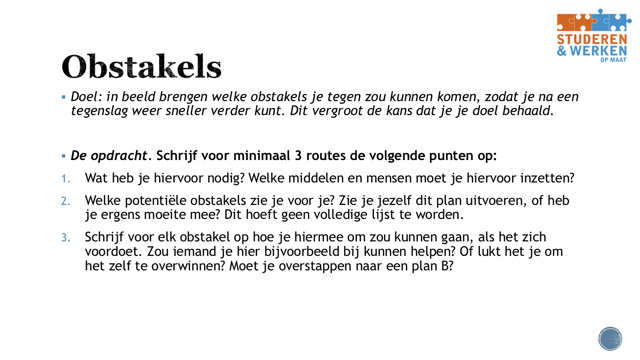 STUDEREN
& WERKEN
OP MAAT
Obstakels
▪ Doel: in beeld brengen welke obstakels je tegen zou kunnen komen, zodat je na een
tegenslag weer sneller verder kunt. Dit vergroot de kans dat je je doel behaald.
▪ De opdracht. Schrijf voor minimaal 3 routes de volgende punten op:
1. Wat heb je hiervoor nodig? Welke middelen en mensen moet je hiervoor inzetten?
2. Welke potentiële obstakels zie je voor je? Zie je jezelf dit plan uitvoeren, of heb
je ergens moeite mee? Dit hoeft geen volledige lijst te worden.
3. Schrijf voor elk obstakel op hoe je hiermee om zou kunnen gaan, als het zich
voordoet. Zou iemand je hier bijvoorbeeld bij kunnen helpen? Of lukt het je om
het zelf te overwinnen? Moet je overstappen naar een plan B?